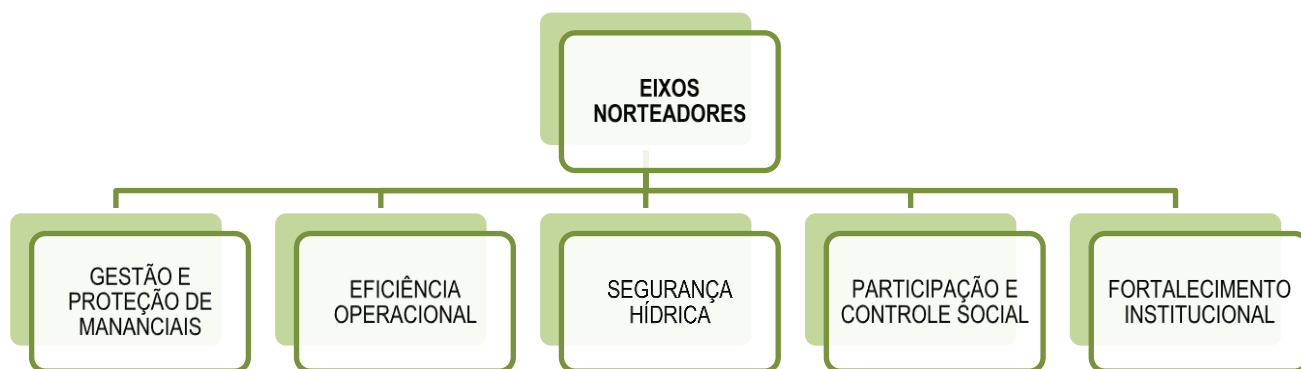 EIXOS
NORTEADORES
GESTÃO E
PROTEÇÃO DE
MANANCIAIS
EFICIÊNCIA
OPERACIONAL
SEGURANÇA
HÍDRICA
PARTICIPAÇÃO E
CONTROLE SOCIAL
FORTALECIMENTO
INSTITUCIONAL